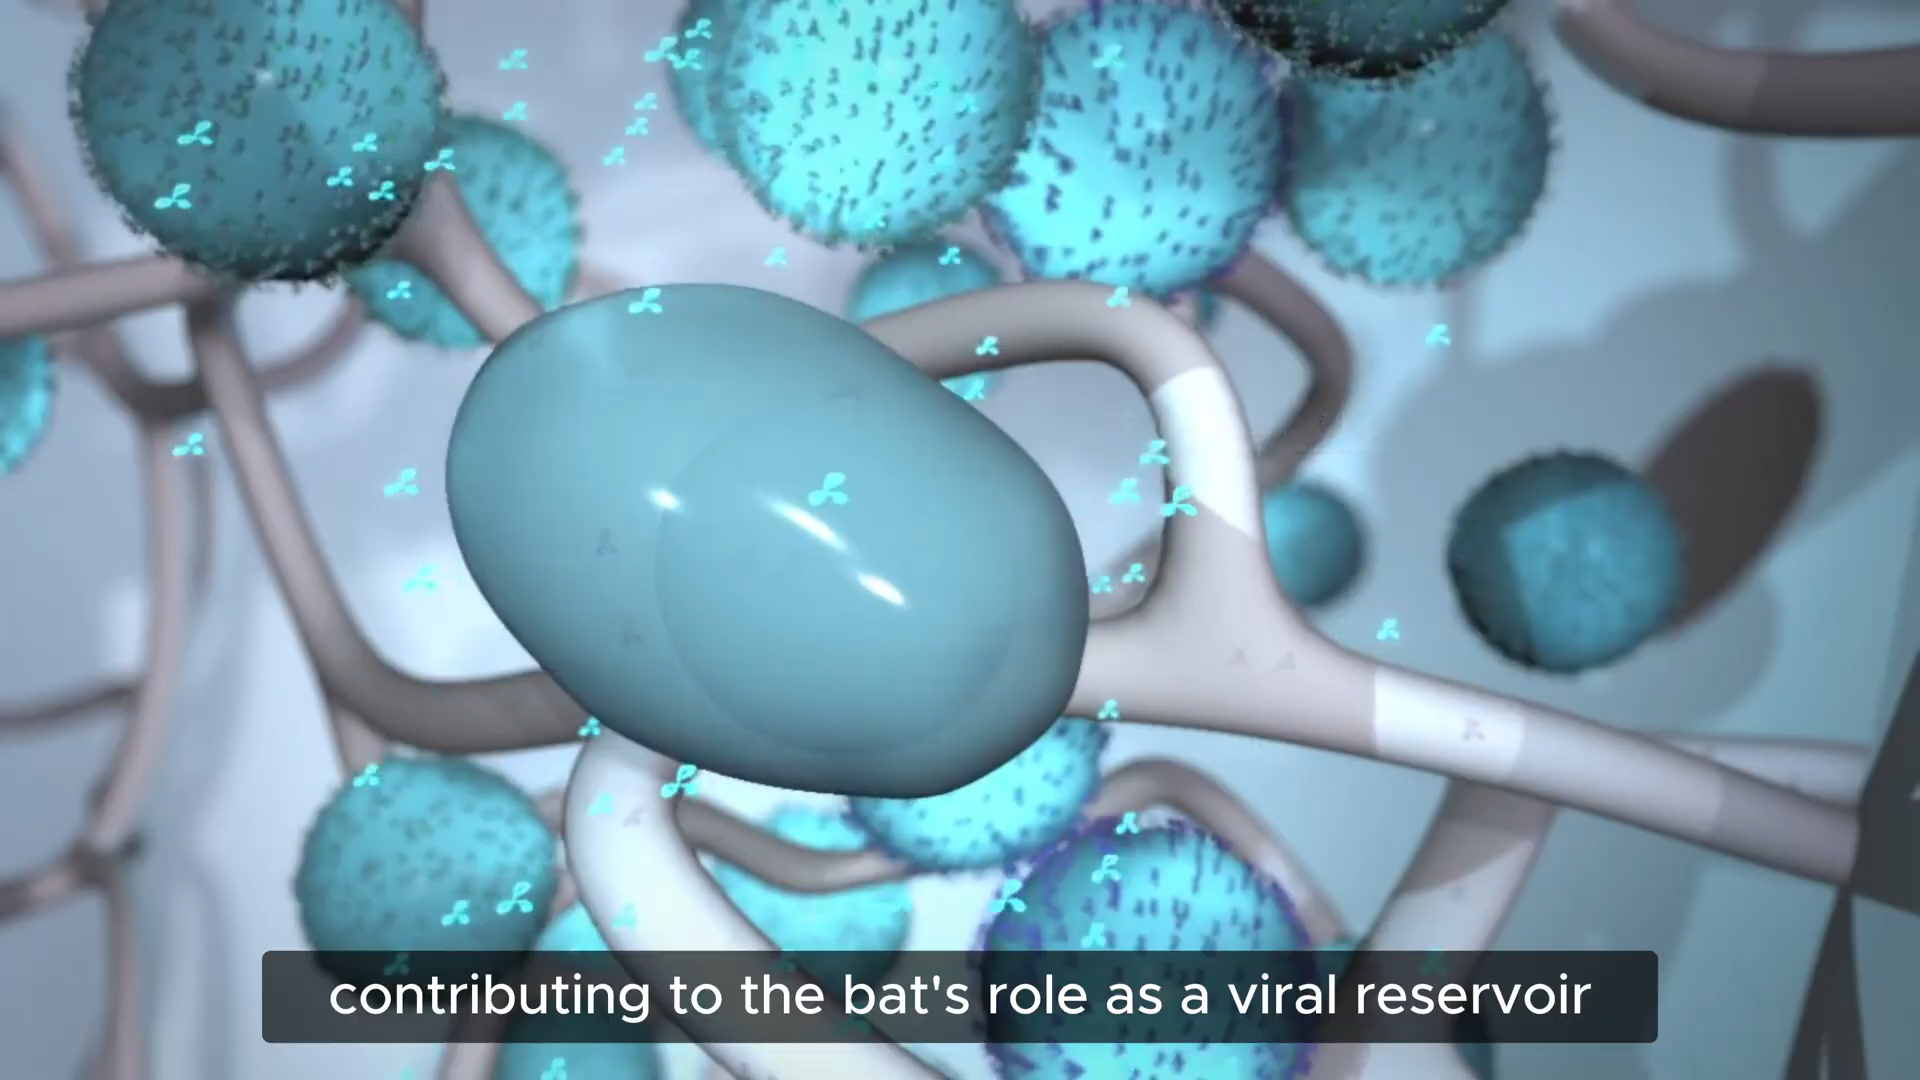 contributing to the bat's role as a viral reservoir